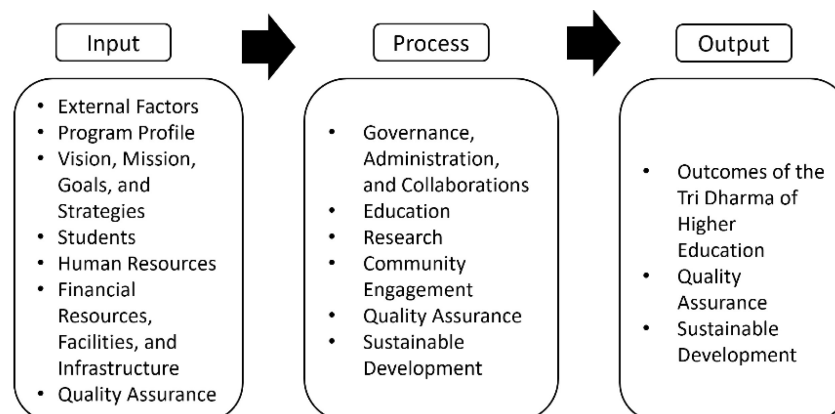 Input
• External Factors
• Program Profile
• Vision, Mission,
Goals, and
Strategies
• Students
• Human Resources
• Financial
Resources,
Facilities, and
Infrastructure
• Quality Assurance
Process
• Governance,
Administration,
and Collaborations
• Education
• Research
• Community
Engagement
• Quality Assurance
• Sustainable
Development
Output
• Outcomes of the
Tri Dharma of
Higher
Education
• Quality
Assurance
• Sustainable
Development